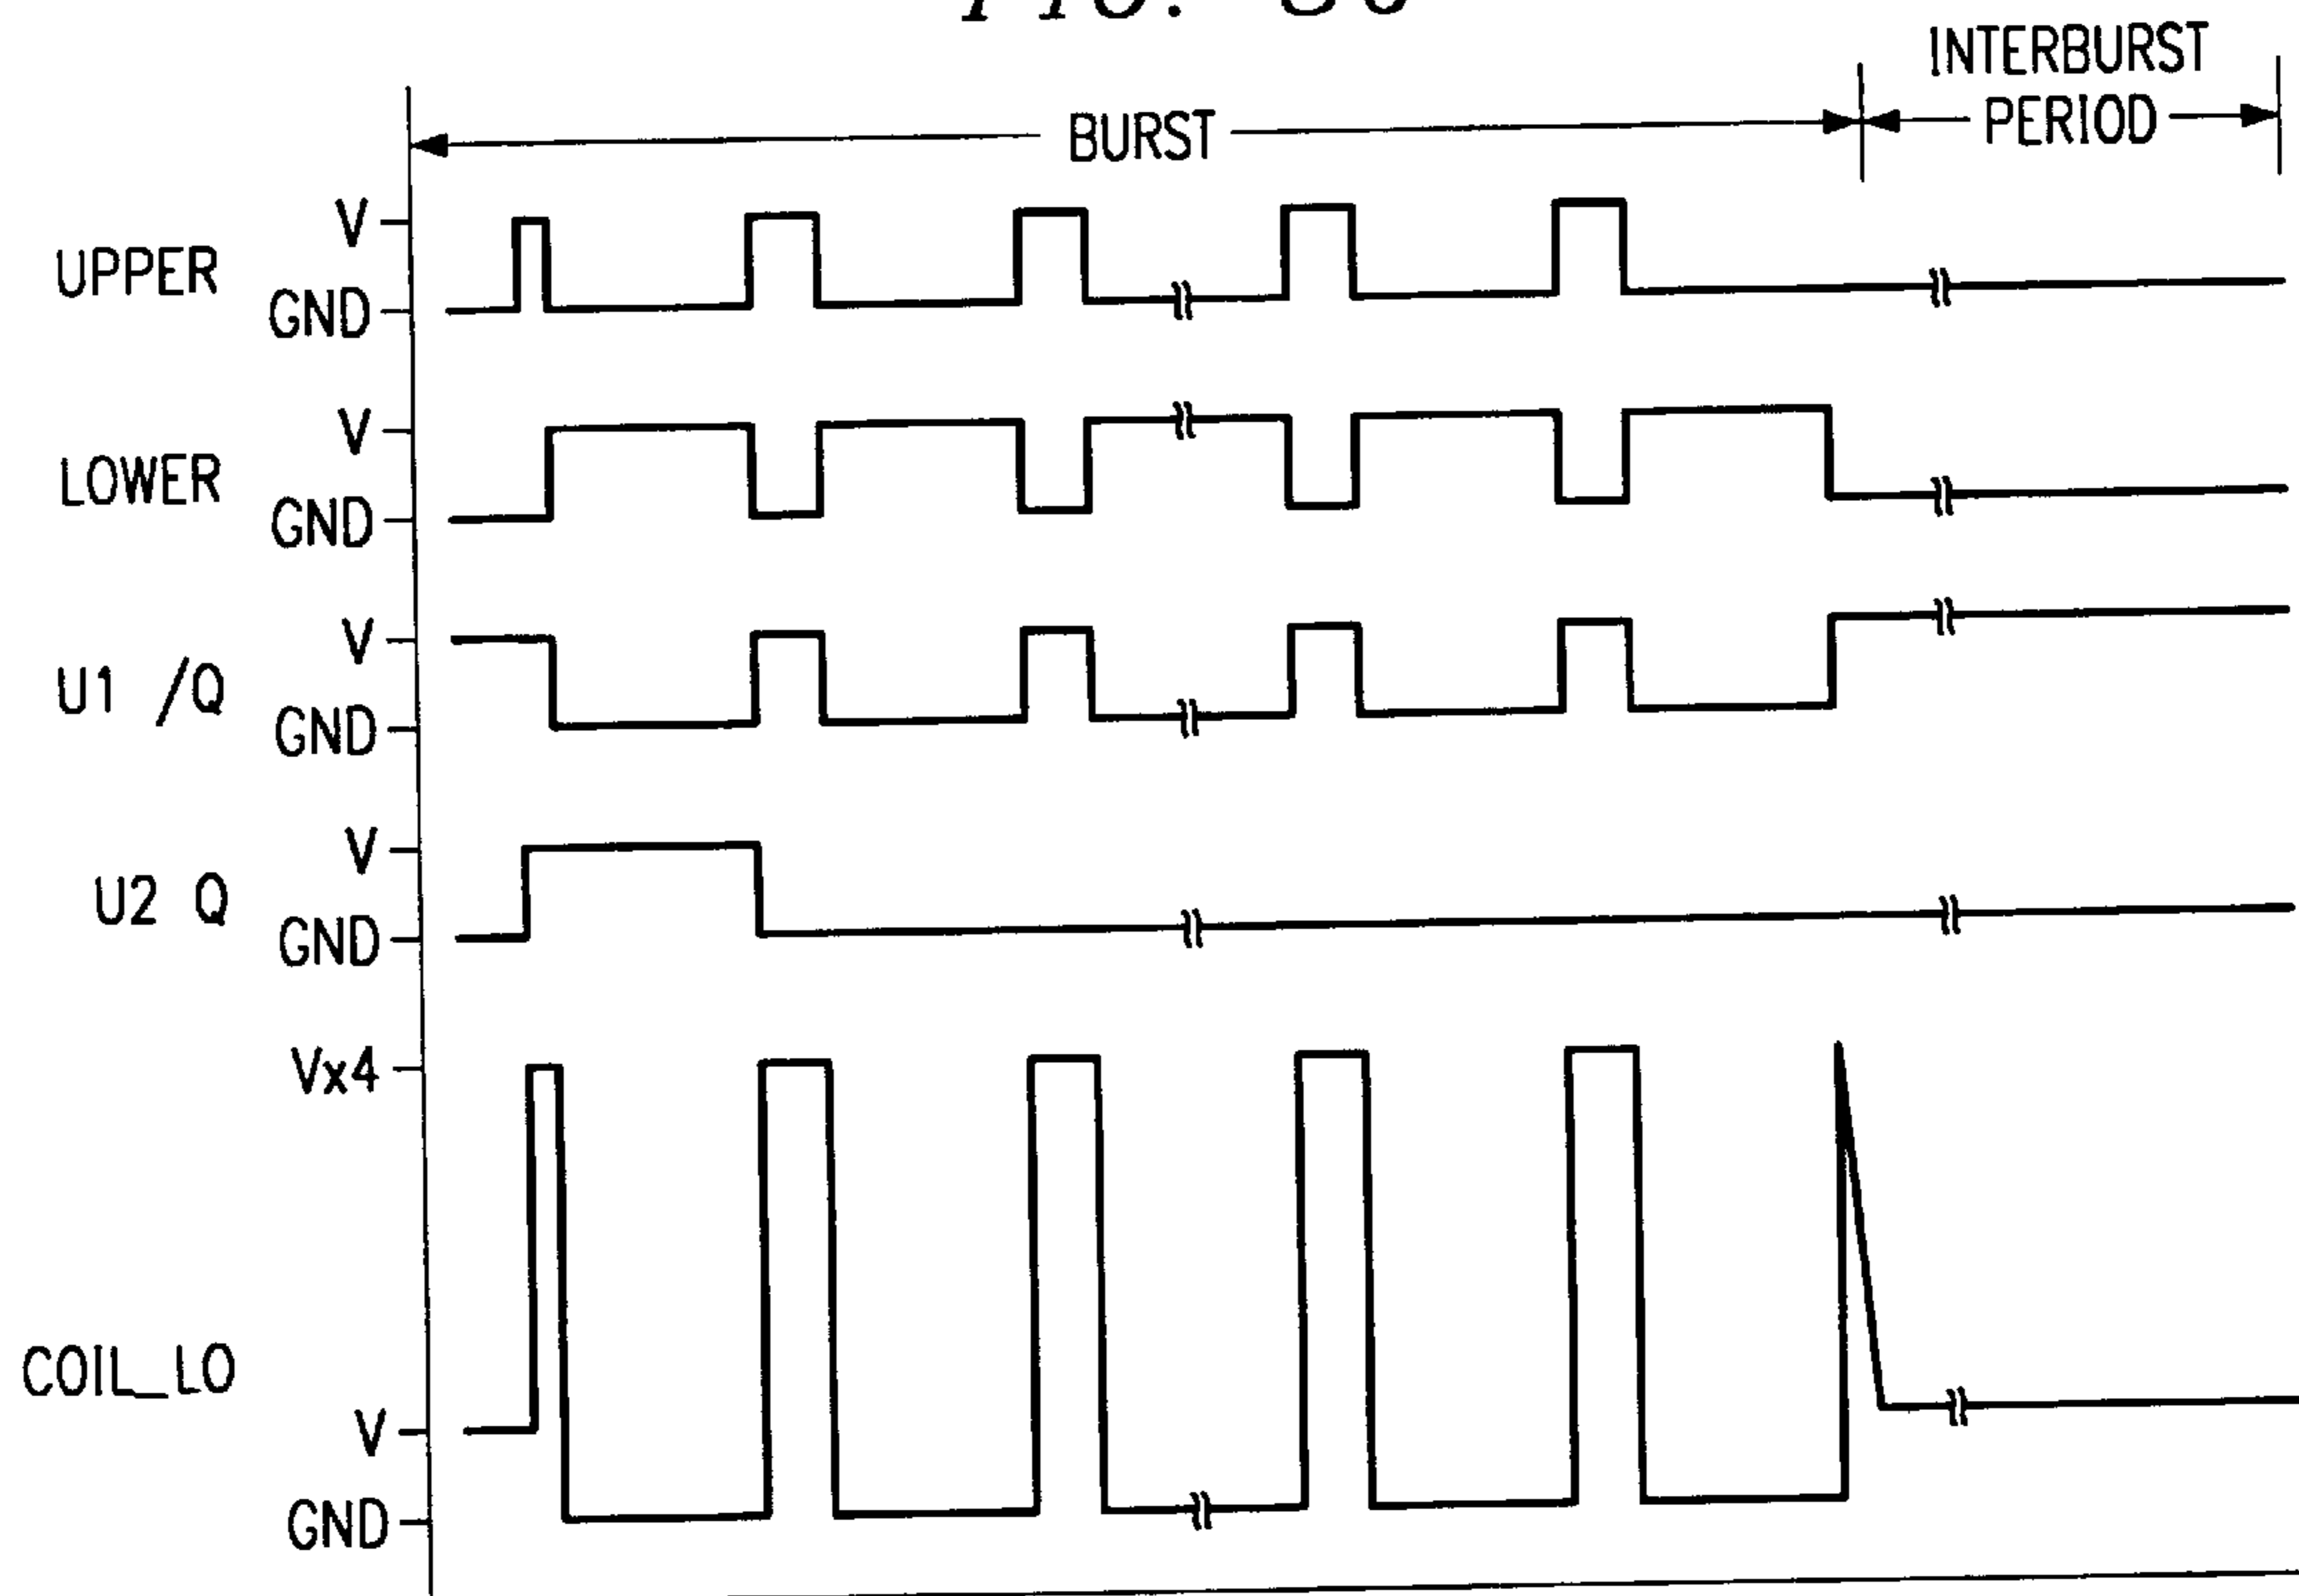 INTERBURST
PERIOD
BURST
UPPER
V
GND
LOWER
V
GND
U1 /Q
V
GND
U2 Q
V
GND
COIL_LO
Vx4
V
GND